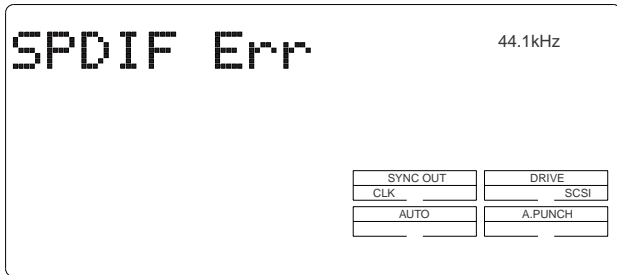 SPDIF Err
44.1kHz
SYNC OUT
DRIVE
CLK
SCSI
AUTO
A.PUNCH